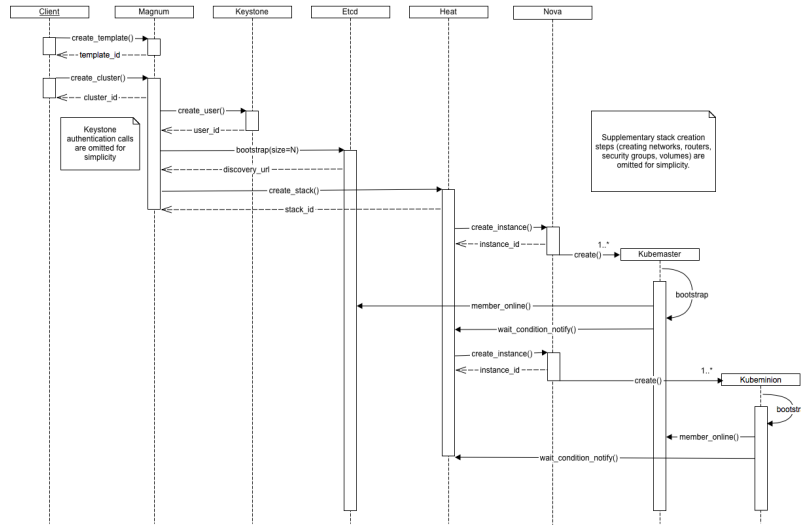 Client
Magnum
Keystone
Etcd
Heat
Nova
create_template()
template_id
create_cluster()
cluster_id
create_user()
user_id
Keystone
authentication calls
are omitted for
simplicity
Supplementary stack creation
steps (creating networks, routers,
security groups, volumes) are
omitted for simplicity.
bootstrap(size=N)
discovery_url
create_stack()
stack_id
create_instance()
instance_id
1..*
create()
Kubemaster
bootstrap
member_online()
wait_condition_notify()
create_instance()
instance_id
1..*
create()
Kubeminion
bootstr
member_online()
wait_condition_notify()